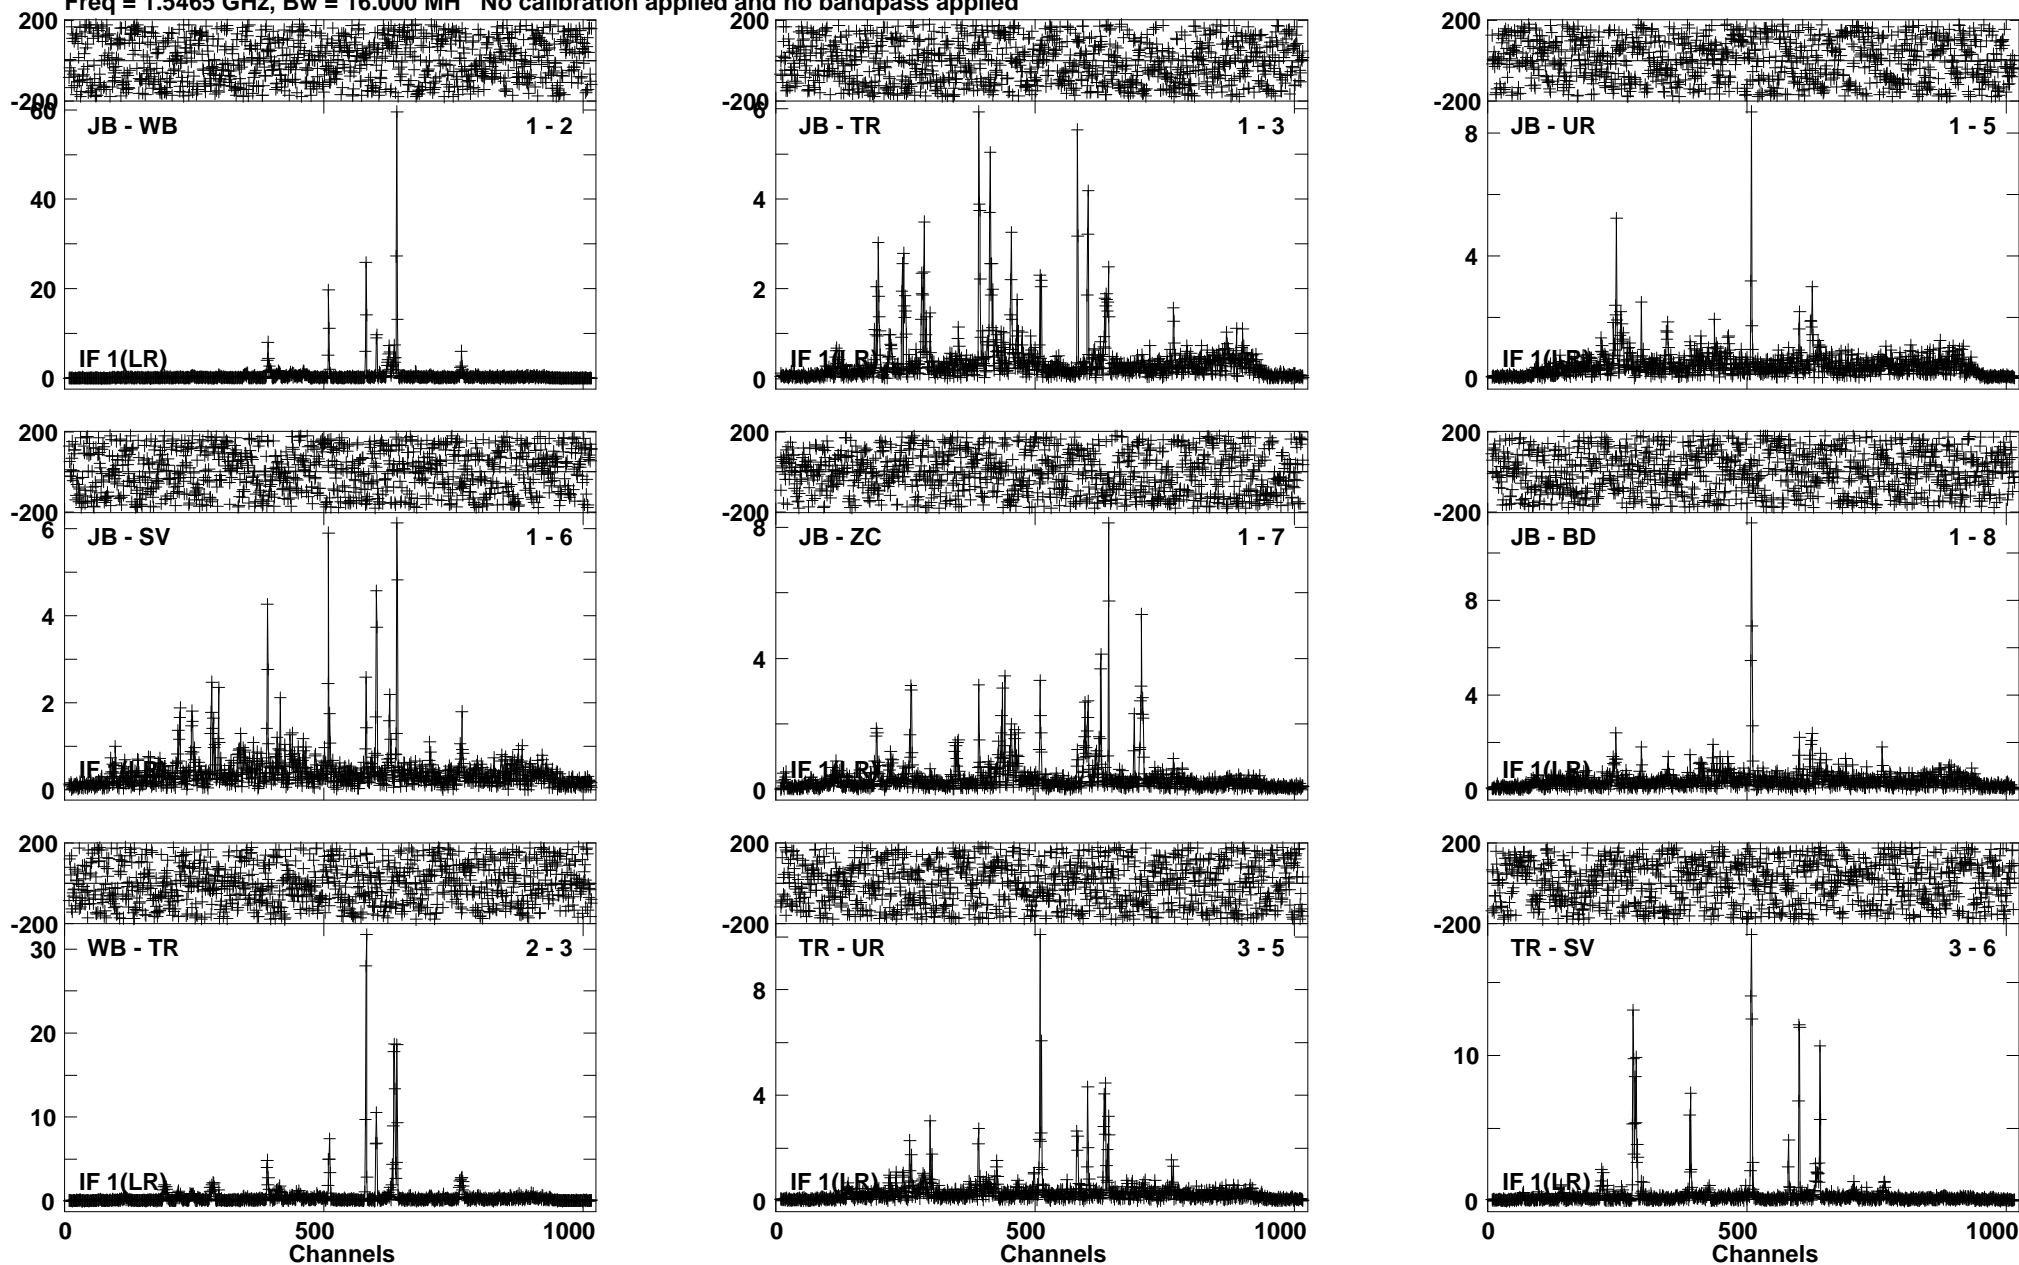 Freq = 1.5465 GHz, Bw = 16.000 MH No calibration applied and no bandpass applied
200 200 200
-200 -200 -200
60 6
JB - WB 1 - 2 JB - TR 1 - 3 JB - UR 1 - 5
8
40 4
4
20 2
IF 1(LR) IF 1(LR) IF 1(LR)
0 0 0
200 200 200
-200 -200 -200
6 8
JB - SV 1 - 6 JB - ZC 1 - 7 JB - BD 1 - 8
8
4
4
4
2
IF 1(LR) IF 1(LR) IF 1(LR)
0 0 0
200 200 200
-200 -200 -200
30
WB - TR 2 - 3 TR - UR 3 - 5 TR - SV 3 - 6
8
20
10
10 4
IF 1(LR) IF 1(LR) IF 1(LR)
0 0 0
0 500 1000 0 500 1000 0 500 1000
Channels Channels Channels